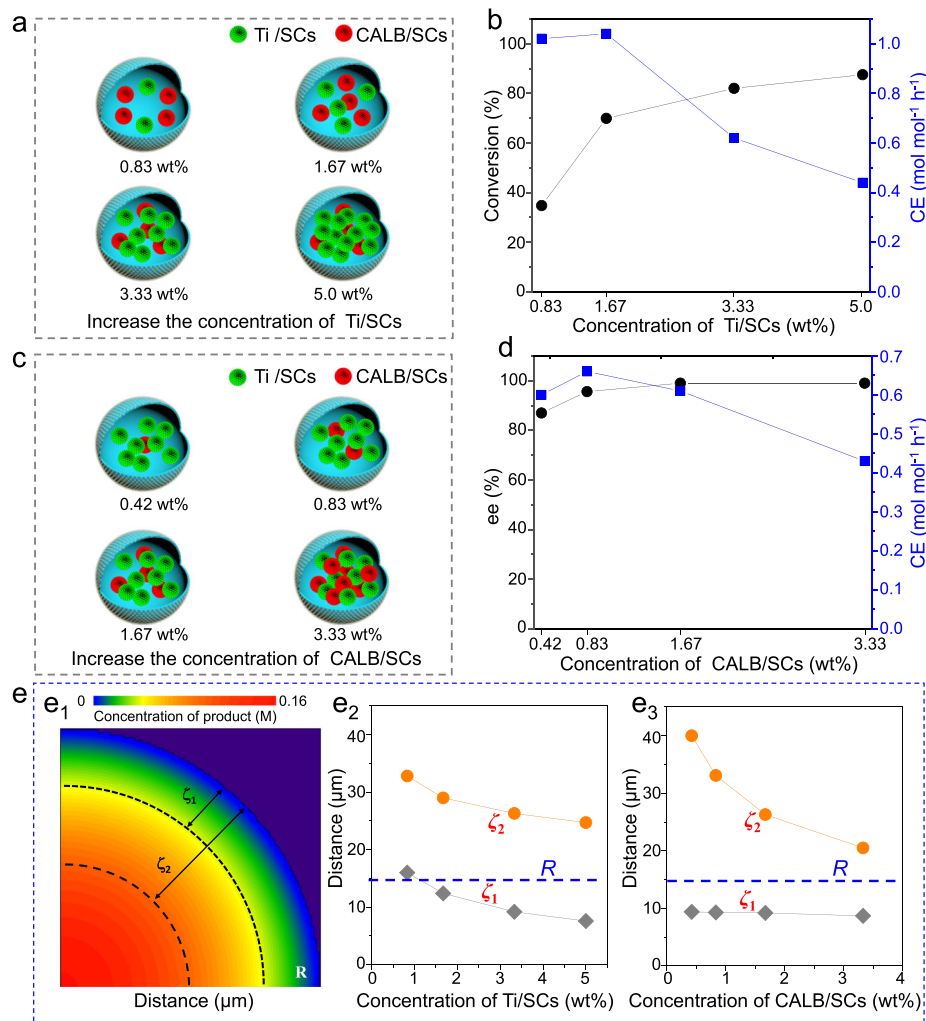 a
Ti /SCs CALB/SCs
0.83 wt% 1.67 wt%
3.33 wt% 5.0 wt%
Increase the concentration of Ti/SCs
b
100
80
60
40
20
0
Conversion (%)
1.0
0.8
0.6
0.4
0.2
0.0
CE (mol mol⁻¹ h⁻¹)
0.83 1.67 3.33 5.0
Concentration of Ti/SCs (wt%)
c
Ti /SCs CALB/SCs
0.42 wt% 0.83 wt%
1.67 wt% 3.33 wt%
Increase the concentration of CALB/SCs
d
100
80
60
40
20
0
ee (%)
0.7
0.6
0.5
0.4
0.3
0.2
0.1
0.0
CE (mol mol⁻¹ h⁻¹)
0.42 0.83 1.67 3.33
Concentration of CALB/SCs (wt%)
e
e1
0 0.16
Concentration of product (M)
ζ1
ζ2
R
Distance (μm)
e2
40
30
20
10
0
Distance (μm)
ζ2
R
ζ1
0 1 2 3 4 5
Concentration of Ti/SCs (wt%)
e3
40
30
20
10
0
Distance (μm)
ζ2
R
ζ1
0 1 2 3 4
Concentration of CALB/SCs (wt%)